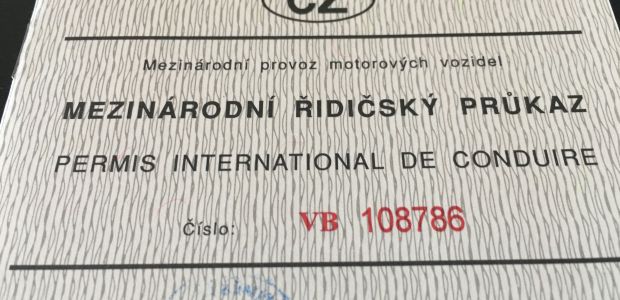 CZ
Mezinárodní provoz motorových vozidel
MEZINÁRODNÍ ŘIDIČSKÝ PRŮKAZ
PERMIS INTERNATIONAL DE CONDUIRE
Číslo: VB 108786